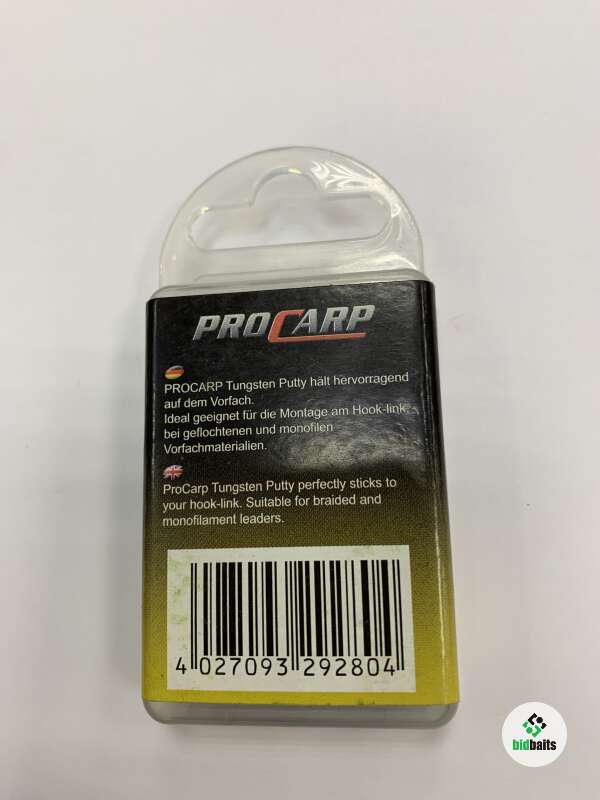 PROCARP
PROCARP Tungsten Putty hält hervorragend
auf dem Vorfach.
Ideal geeignet für die Montage am Hook-link,
bei geflochtenen und monofilen
Vorfachmaterialien.
ProCarp Tungsten Putty perfectly sticks to
your hook-link. Suitable for braided and
monofilament leaders.
4 027093 292804
bidbaits